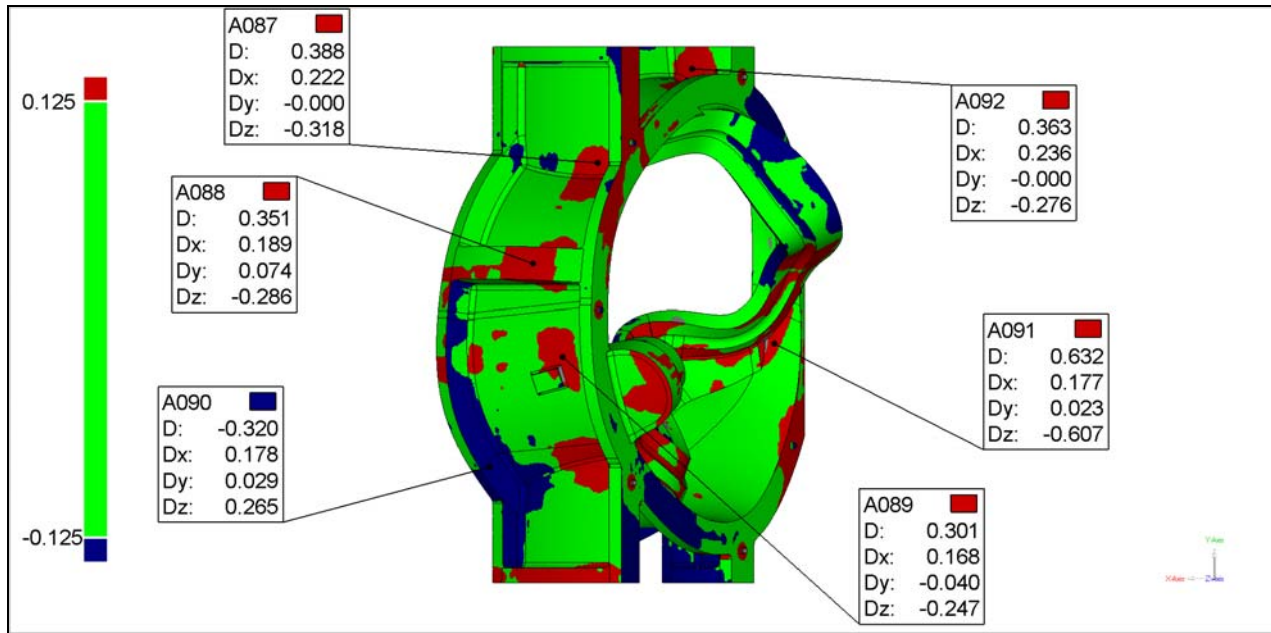 A087
D: 0.388
Dx: 0.222
Dy: -0.000
Dz: -0.318
0.125
-0.125
A088
D: 0.351
Dx: 0.189
Dy: 0.074
Dz: -0.286
A090
D: -0.320
Dx: 0.178
Dy: 0.029
Dz: 0.265
A092
D: 0.363
Dx: 0.236
Dy: -0.000
Dz: -0.276
A091
D: 0.632
Dx: 0.177
Dy: 0.023
Dz: -0.607
A089
D: 0.301
Dx: 0.168
Dy: -0.040
Dz: -0.247
Y-Axis
X-Axis Z-Axis